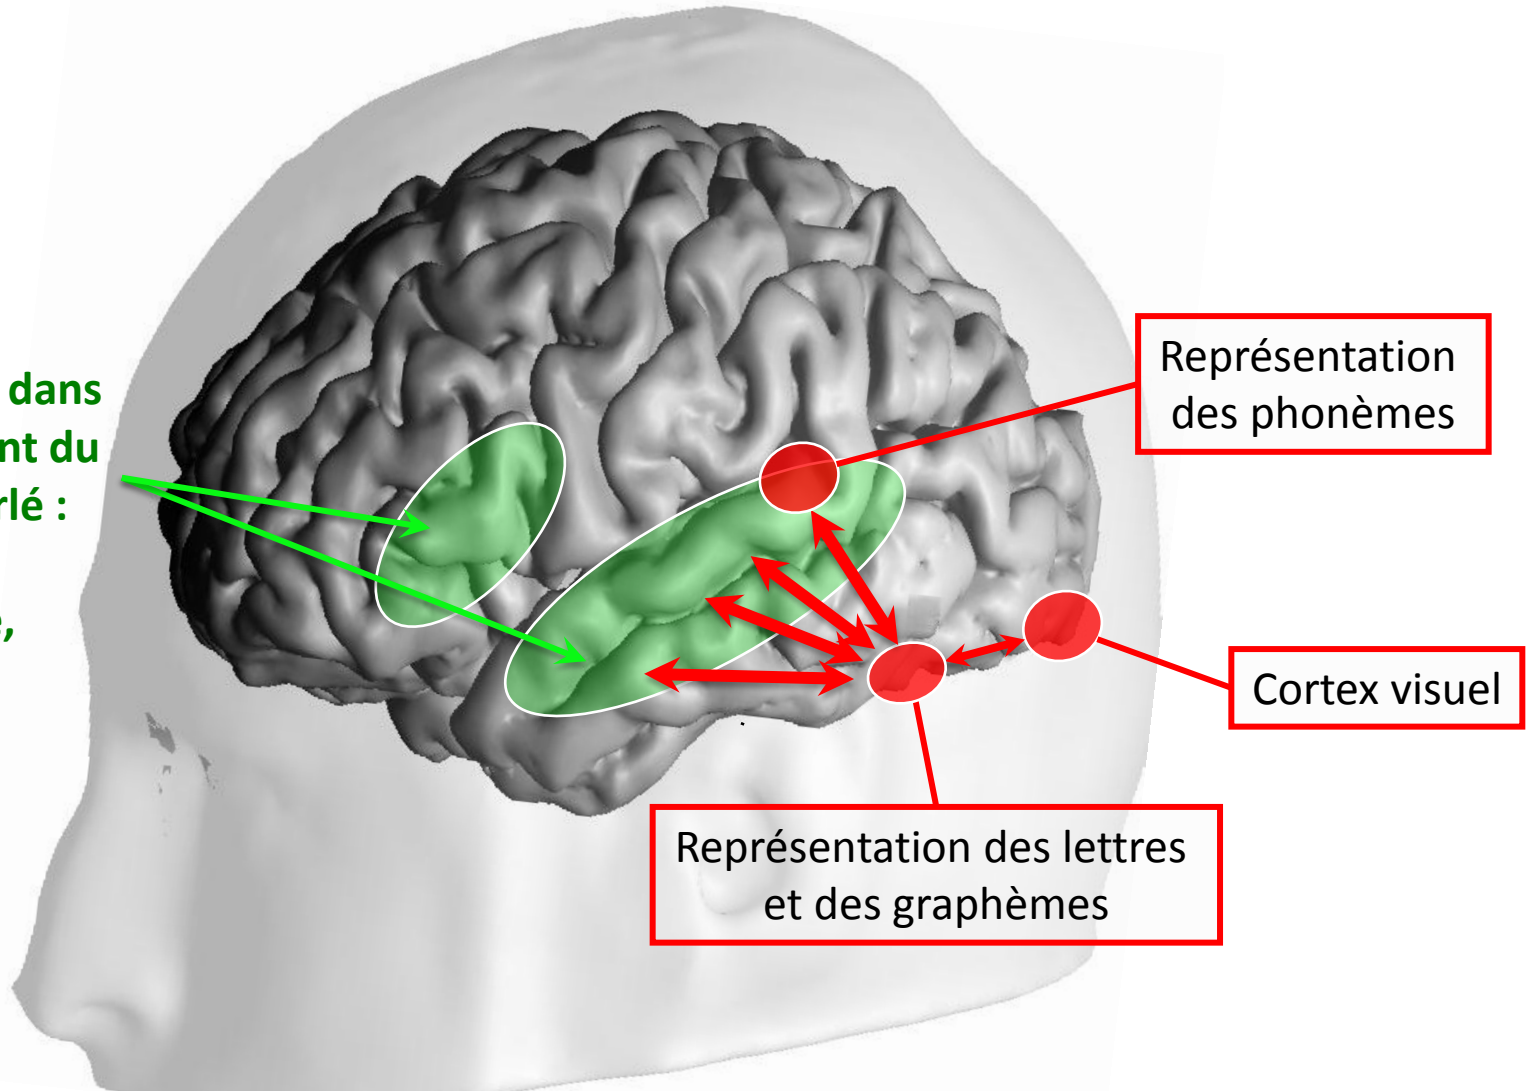 dans
nt du
rlé :
e,
Représentation
des phonèmes
Cortex visuel
Représentation des lettres
et des graphèmes